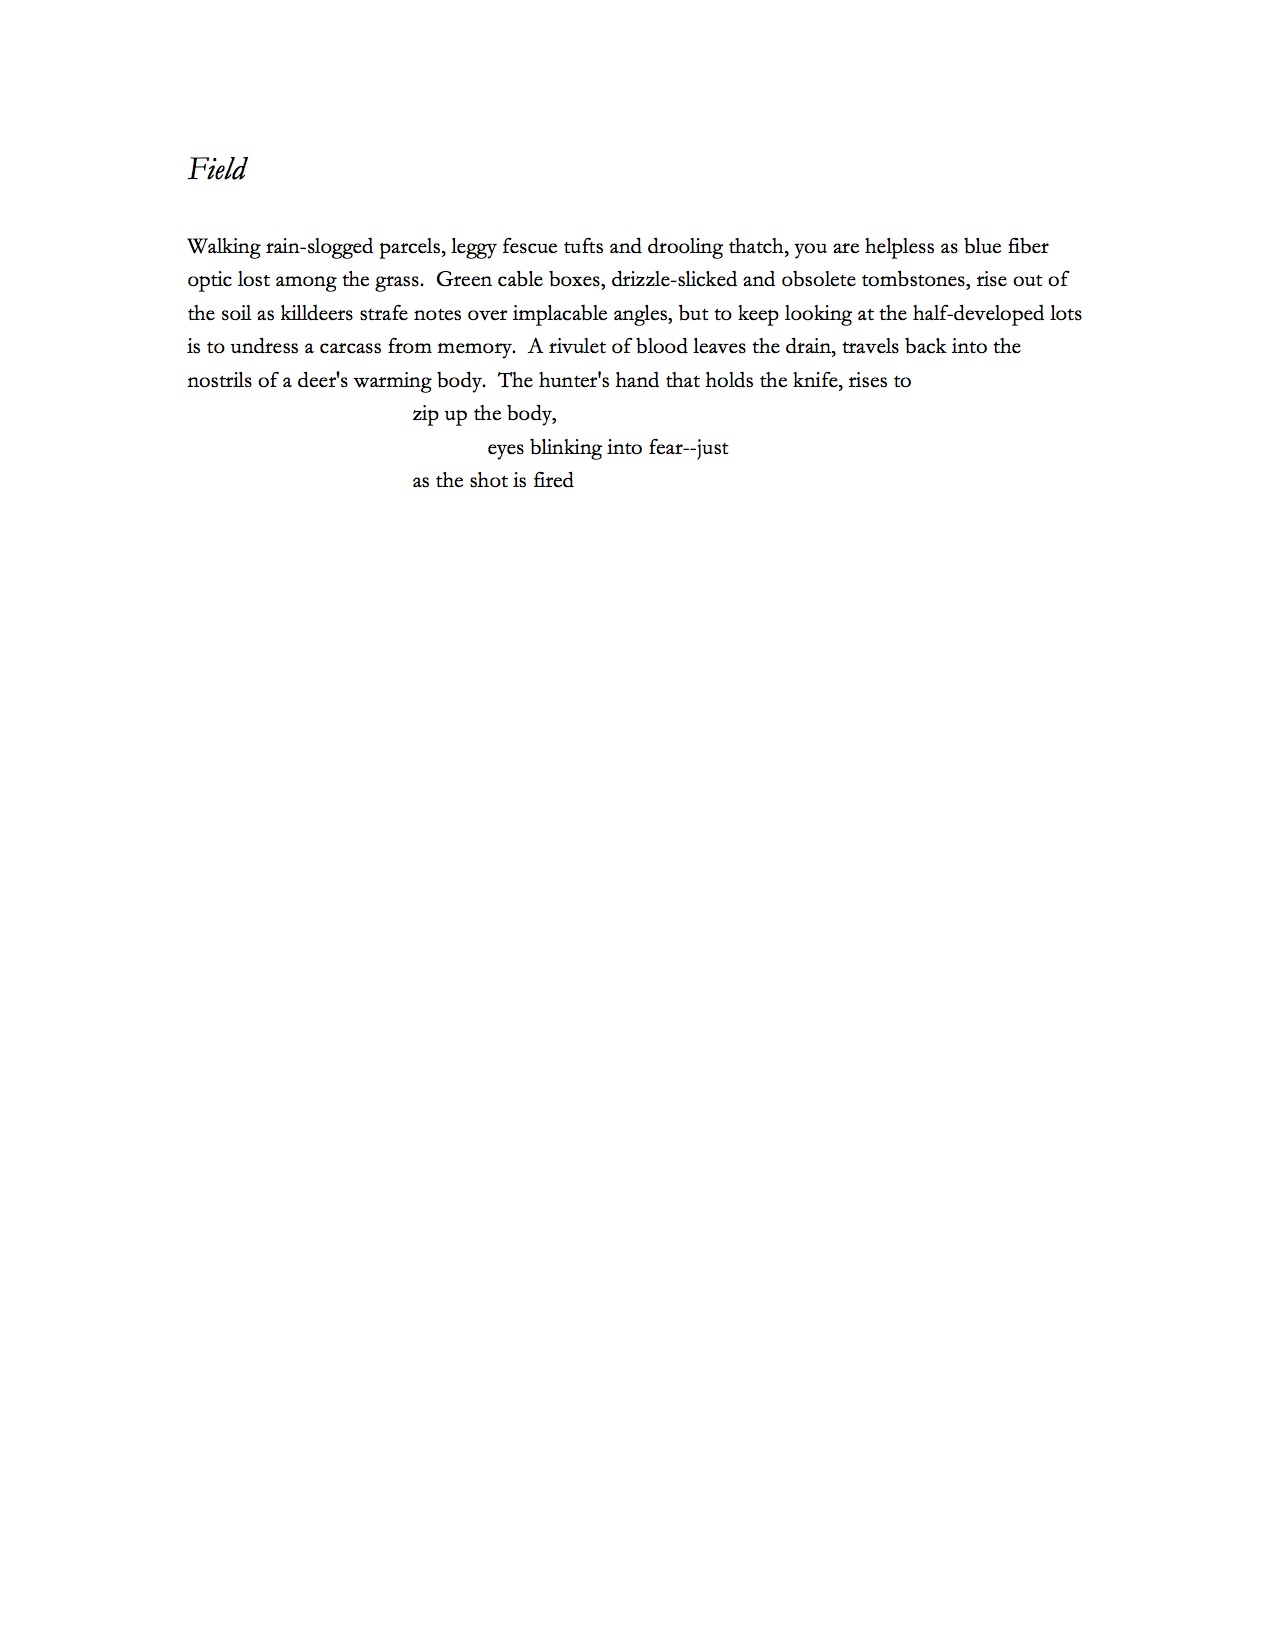 Field
Walking rain-slogged parcels, leggy fescue tufts and drooling thatch, you are helpless as blue fiber
optic lost among the grass.  Green cable boxes, drizzle-slicked and obsolete tombstones, rise out of
the soil as killdeers strafe notes over implacable angles, but to keep looking at the half-developed lots
is to undress a carcass from memory.  A rivulet of blood leaves the drain, travels back into the
nostrils of a deer's warming body.  The hunter's hand that holds the knife, rises to
zip up the body,
eyes blinking into fear--just
as the shot is fired